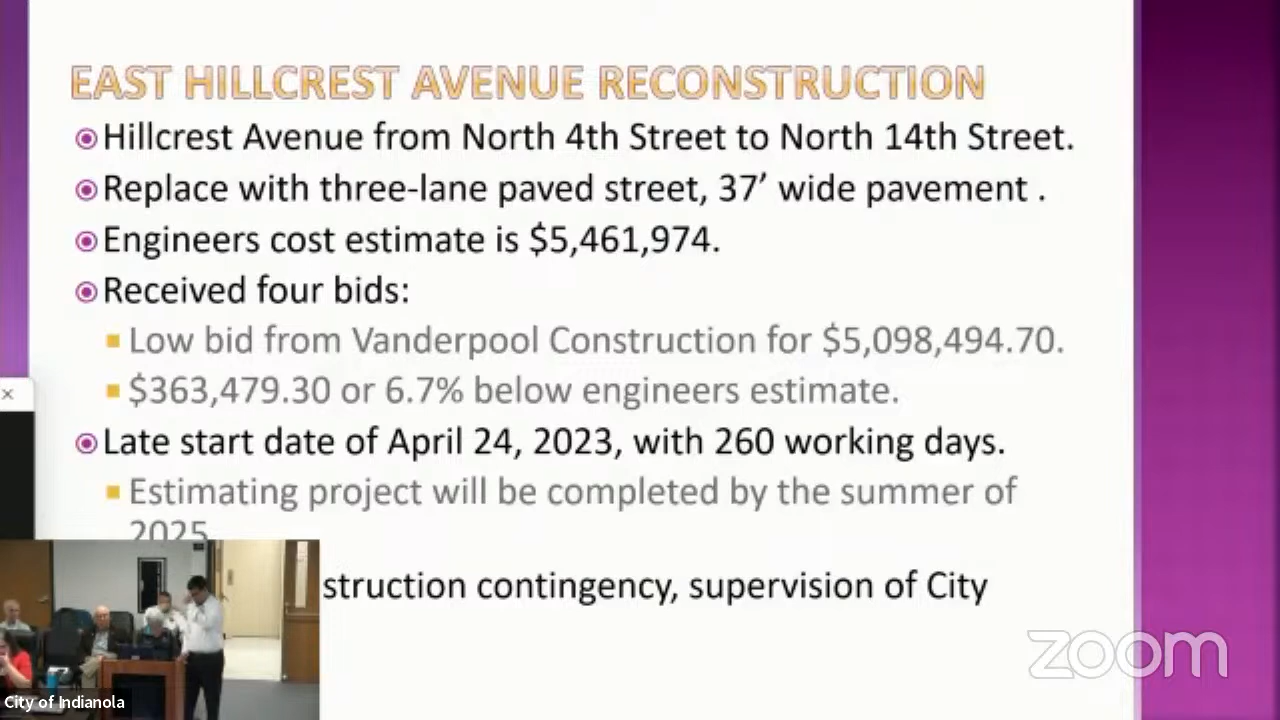 EAST HILLCREST AVENUE RECONSTRUCTION
Hillcrest Avenue from North 4th Street to North 14th Street.
Replace with three-lane paved street, 37’ wide pavement .
Engineers cost estimate is $5,461,974.
Received four bids:
Low bid from Vanderpool Construction for $5,098,494.70.
$363,479.30 or 6.7% below engineers estimate.
Late start date of April 24, 2023, with 260 working days.
Estimating project will be completed by the summer of
2025.
struction contingency, supervision of City
zoom
City of Indianola